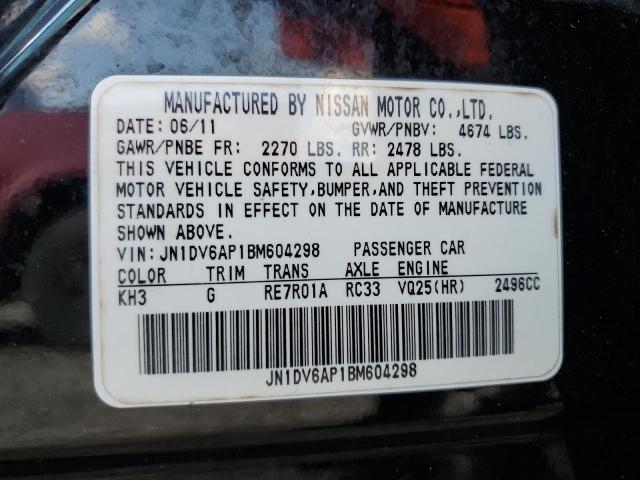 MANUFACTURED BY NISSAN MOTOR CO.,LTD.
DATE: 06/11 GVWR/PNBV: 4674 LBS.
GAWR/PNBE FR: 2270 LBS. RR: 2478 LBS.
THIS VEHICLE CONFORMS TO ALL APPLICABLE FEDERAL
MOTOR VEHICLE SAFETY,BUMPER,AND THEFT PREVENTION
STANDARDS IN EFFECT ON THE DATE OF MANUFACTURE
SHOWN ABOVE.
VIN:JN1DV6AP1BM604298 PASSENGER CAR
COLOR TRIM TRANS AXLE ENGINE
KH3 G RE7R01A RC33 VQ25(HR) 2496CC
JN1DV6AP1BM604298